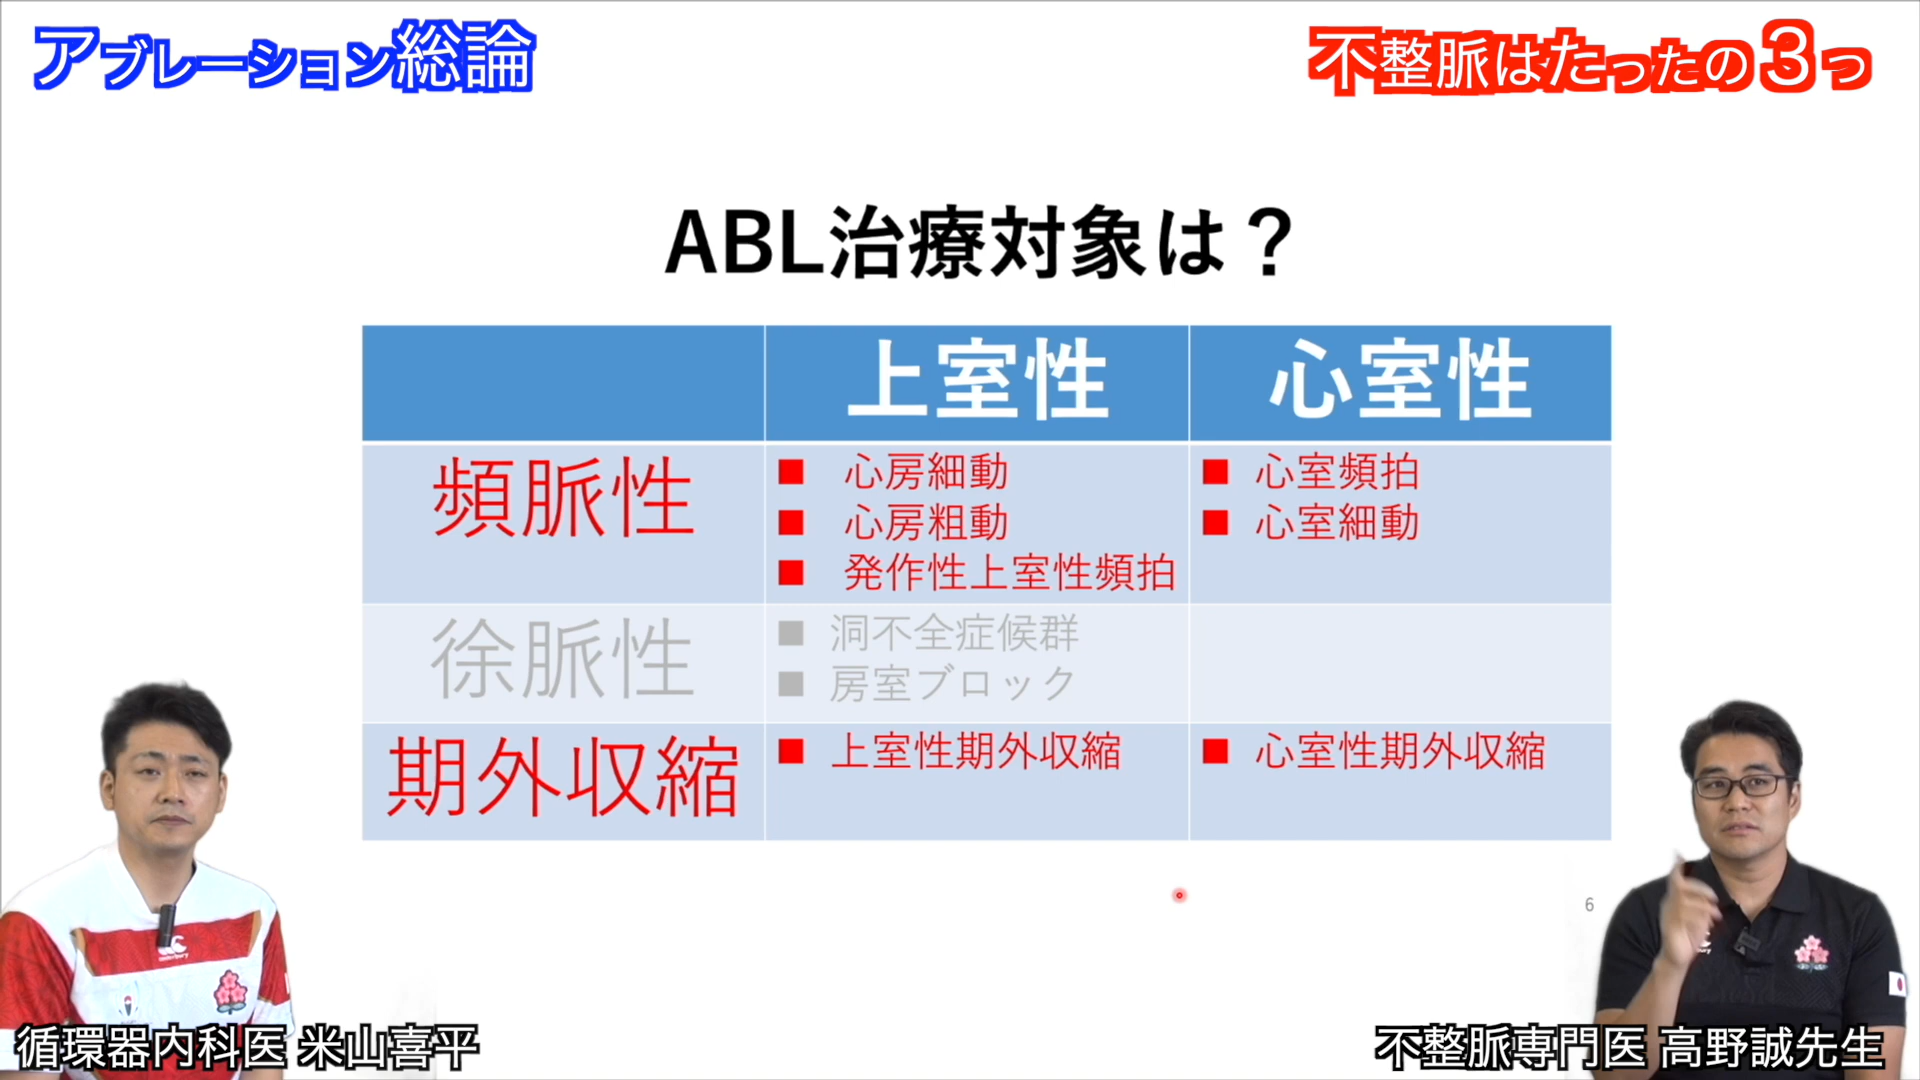 アブレーション総論
不整脈はたったの３つ
ABL治療対象は？
上室性
心室性
頻脈性
■ 心房細動
■ 心房粗動
■ 発作性上室性頻拍
■ 心室頻拍
■ 心室細動
徐脈性
■ 洞不全症候群
■ 房室ブロック
期外収縮
■ 上室性期外収縮
■ 心室性期外収縮
6
canterbury
循環器内科医 米山喜平
不整脈専門医 高野誠先生